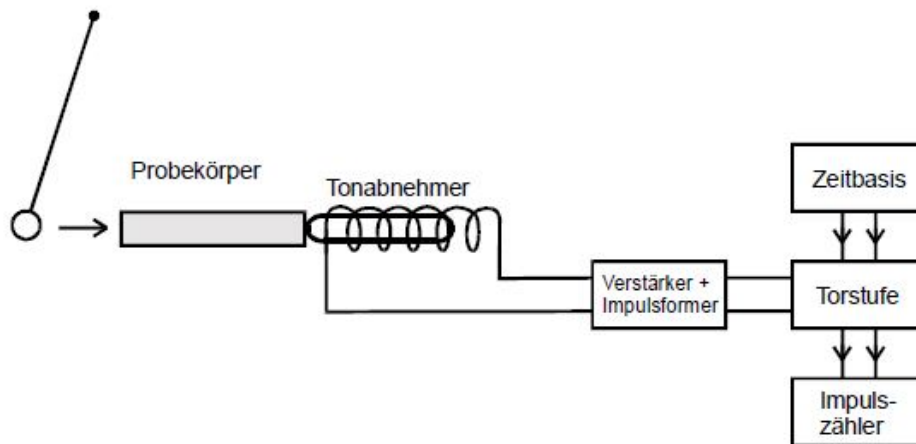 Probekörper
Tonabnehmer
Zeitbasis
Verstärker +
Impulsformer
Torstufe
Impuls-
zähler